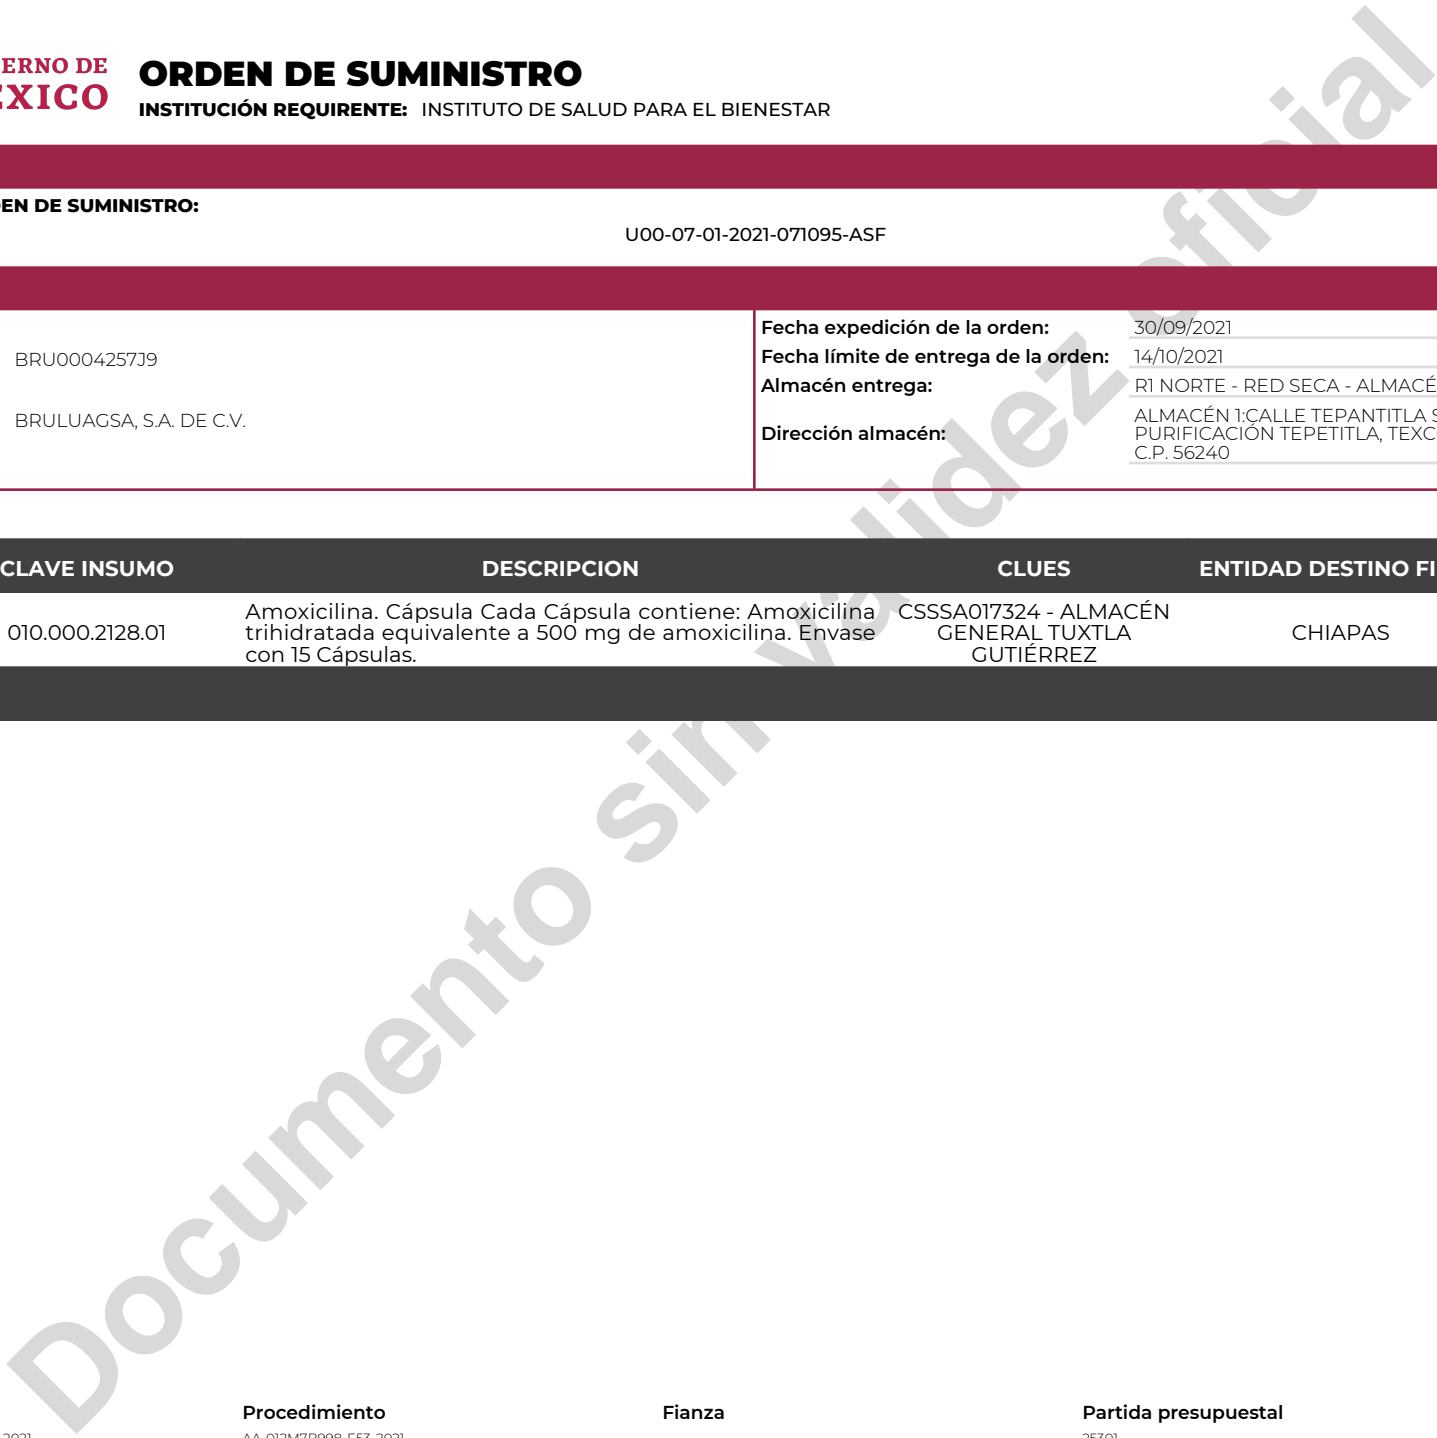 ERNO DE
ORDEN DE SUMINISTRO
INSTITUCIÓN REQUIRENTE: INSTITUTO DE SALUD PARA EL BIENESTAR
EN DE SUMINISTRO:
U00-07-01-2021-071095-ASF
BRU0004257J9
BRULUAGSA, S.A. DE C.V.
Fecha expedición de la orden: 30/09/2021
Fecha límite de entrega de la orden: 14/10/2021
Almacén entrega: R1 NORTE - RED SECA - ALMACÉ
Dirección almacén:
ALMACÉN 1:CALLE TEPANTITLA S
PURIFICACIÓN TEPETITLA, TEXC
C.P. 56240
CLAVE INSUMO DESCRIPCION CLUES ENTIDAD DESTINO FI
010.000.2128.01
Amoxicilina. Cápsula Cada Cápsula contiene: Amoxicilina
trihidratada equivalente a 500 mg de amoxicilina. Envase
con 15 Cápsulas.
CSSSA017324 - ALMACÉN
GENERAL TUXTLA
GUTIÉRREZ
CHIAPAS
Documento sin validez oficial
Procedimiento Fianza Partida presupuestal